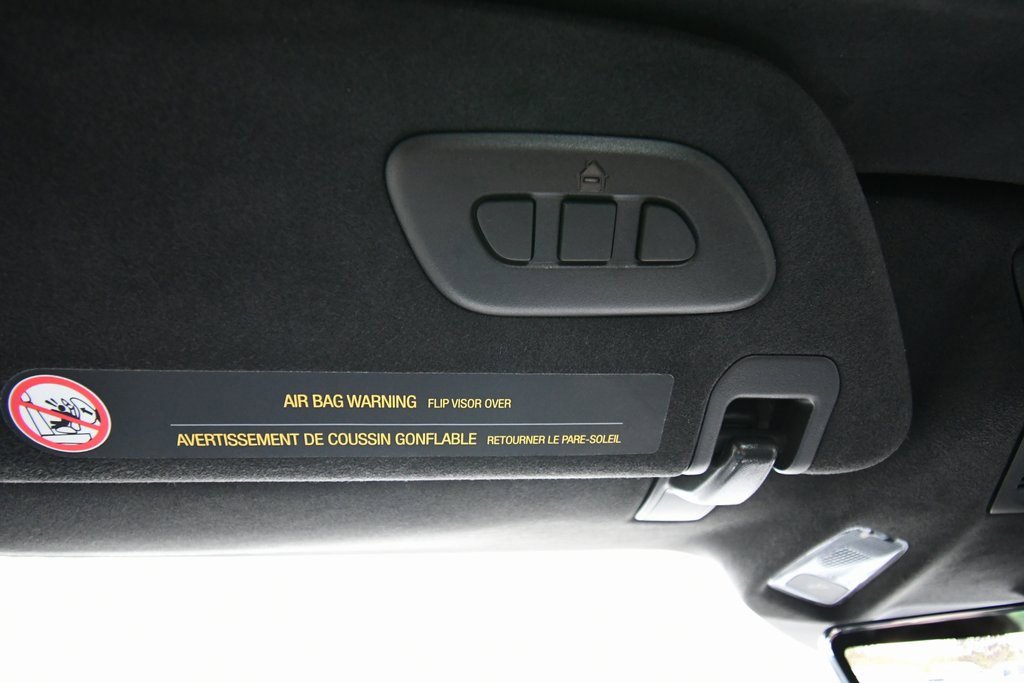 AIR BAG WARNING FLIP VISOR OVER
AVERTISSEMENT DE COUSSIN GONFLABLE RETOURNER LE PARE-SOLEIL